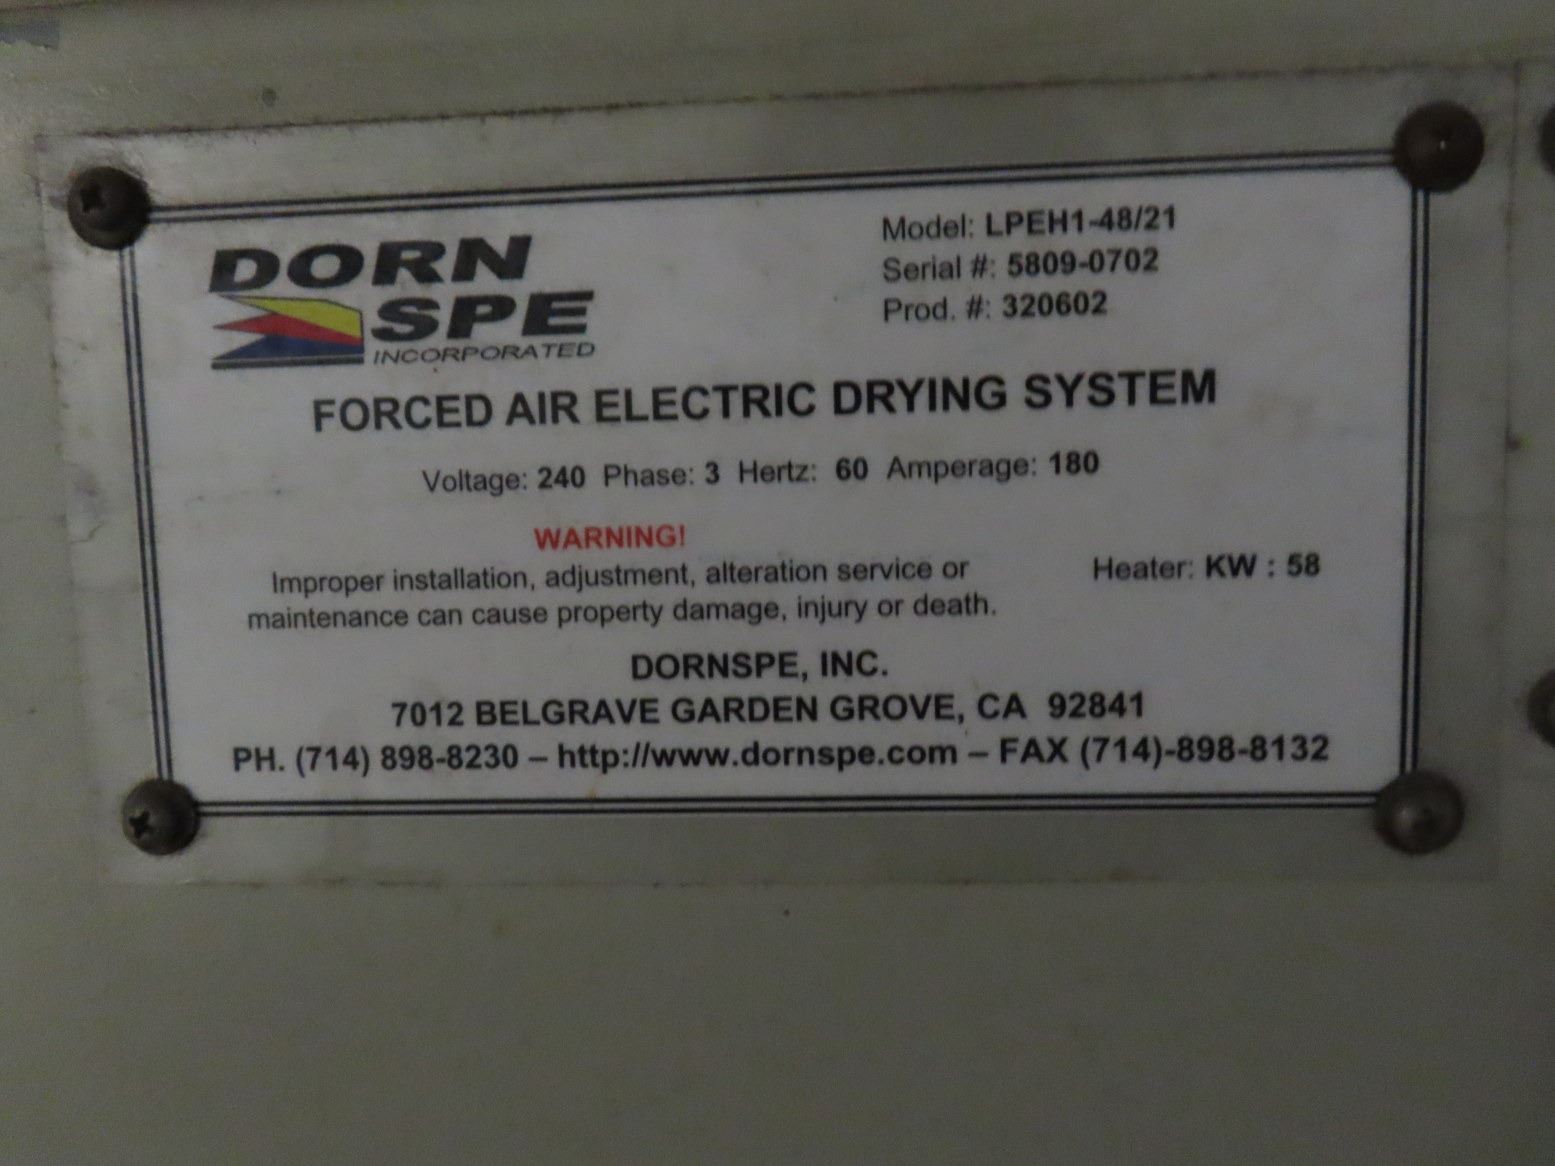 DORN
SPE
INCORPORATED
Model: LPEH1-48/21
Serial #: 5809-0702
Prod. #: 320602
FORCED AIR ELECTRIC DRYING SYSTEM
Voltage: 240 Phase: 3 Hertz: 60 Amperage: 180
WARNING!
Improper installation, adjustment, alteration service or
maintenance can cause property damage, injury or death.
Heater: KW : 58
DORNSPE, INC.
7012 BELGRAVE GARDEN GROVE, CA 92841
PH. (714) 898-8230 – http://www.dornspe.com – FAX (714)-898-8132